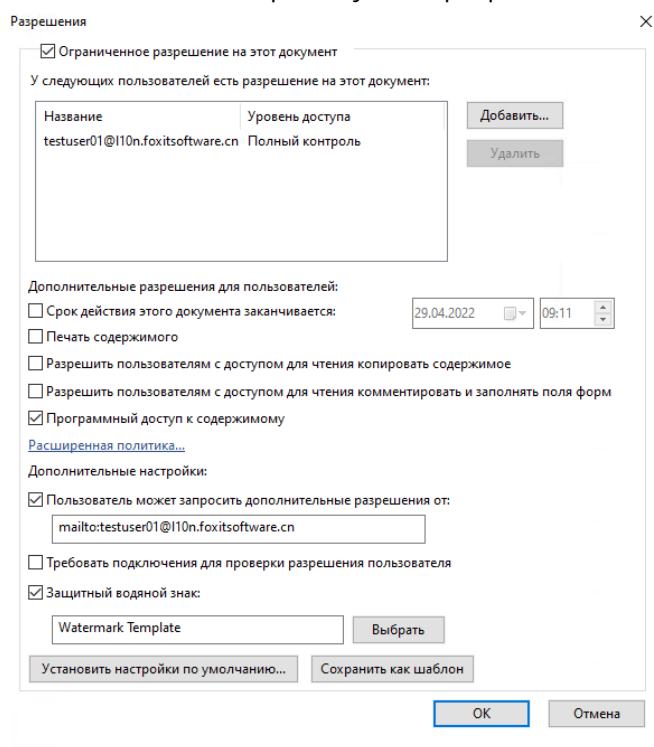 Разрешения
Ограниченное разрешение на этот документ
У следующих пользователей есть разрешение на этот документ:
Название Уровень доступа
Добавить...
testuser01@l10n.foxitsoftware.cn Полный контроль
Удалить
Дополнительные разрешения для пользователей:
Срок действия этого документа заканчивается: 29.04.2022 09:11
Печать содержимого
Разрешить пользователям с доступом для чтения копировать содержимое
Разрешить пользователям с доступом для чтения комментировать и заполнять поля форм
Программный доступ к содержимому
Расширенная политика...
Дополнительные настройки:
Пользователь может запросить дополнительные разрешения от:
mailto:testuser01@l10n.foxitsoftware.cn
Требовать подключения для проверки разрешения пользователя
Защитный водяной знак:
Watermark Template Выбрать
Установить настройки по умолчанию... Сохранить как шаблон
OK Отмена